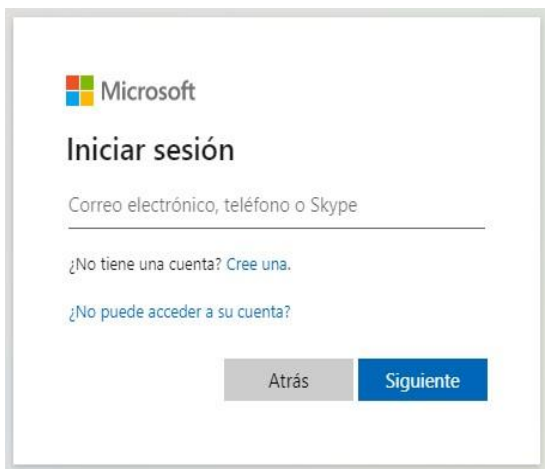 Microsoft
Iniciar sesión
Correo electrónico, teléfono o Skype
¿No tiene una cuenta? Cree una.
¿No puede acceder a su cuenta?
Atrás Siguiente